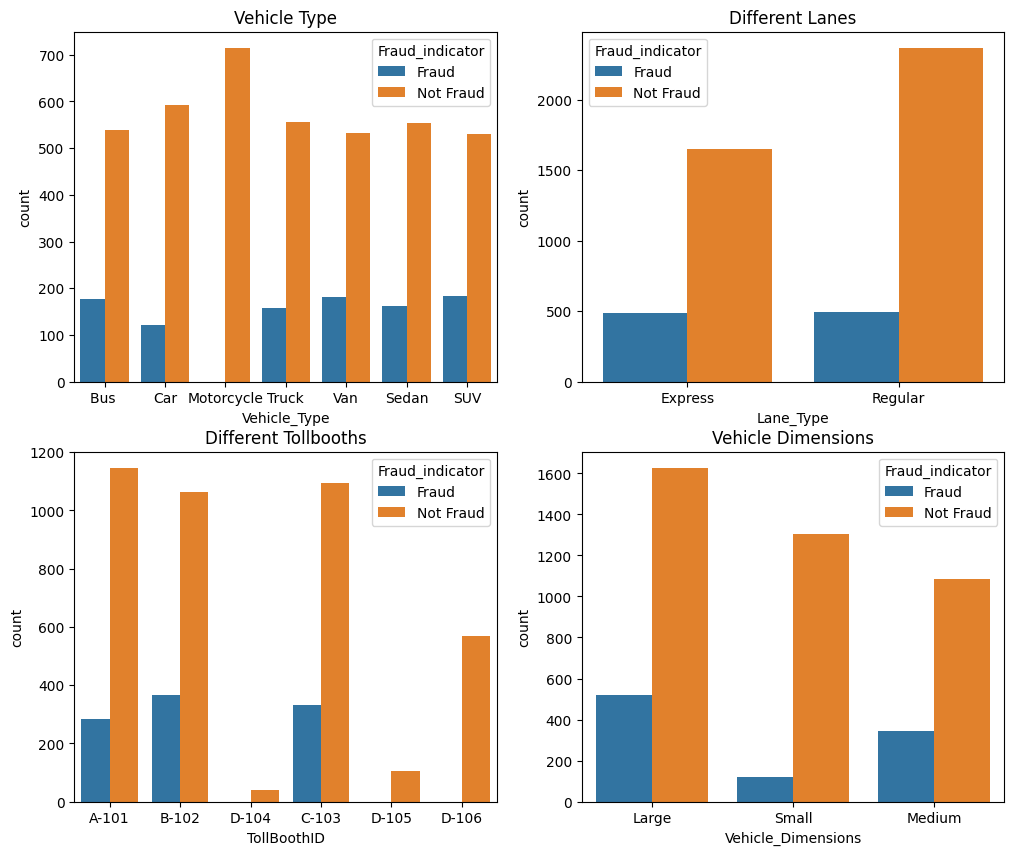 Vehicle Type
700
600
500
400
300
200
100
0
count
Fraud_indicator
Fraud
Not Fraud
Bus Car Motorcycle Truck Van Sedan SUV
Vehicle_Type
Different Lanes
2000
1500
1000
500
0
count
Fraud_indicator
Fraud
Not Fraud
Express Regular
Lane_Type
Different Tollbooths
1200
1000
800
600
400
200
0
count
Fraud_indicator
Fraud
Not Fraud
A-101 B-102 D-104 C-103 D-105 D-106
TollBoothID
Vehicle Dimensions
1600
1400
1200
1000
800
600
400
200
0
count
Fraud_indicator
Fraud
Not Fraud
Large Small Medium
Vehicle_Dimensions